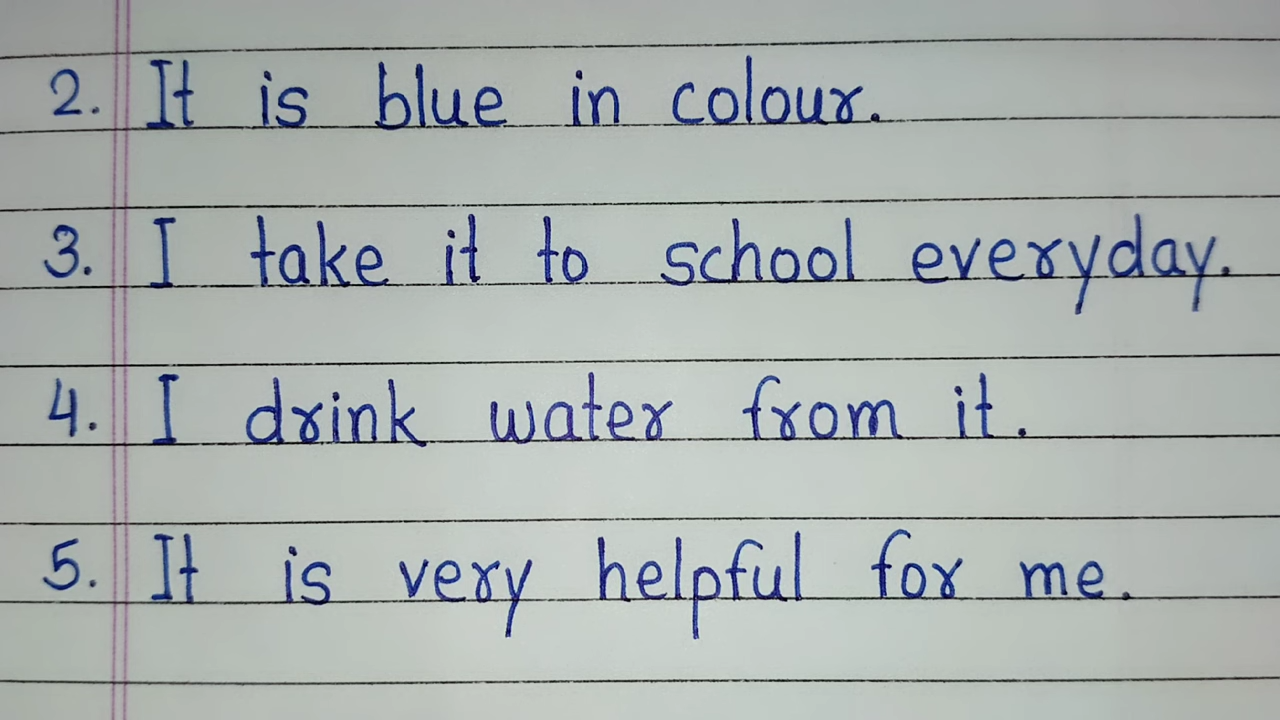 2. It is blue in colour.
3. I take it to school everyday.
4. I drink water from it.
5. It is very helpful for me.